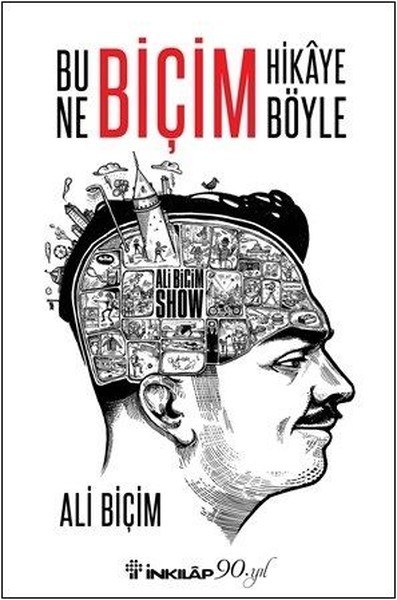 BU NE BİÇİM HİKÂYE BÖYLE
ALİ BİÇİM SHOW
ALİ BİÇİM
İNKILÂP 90.yıl